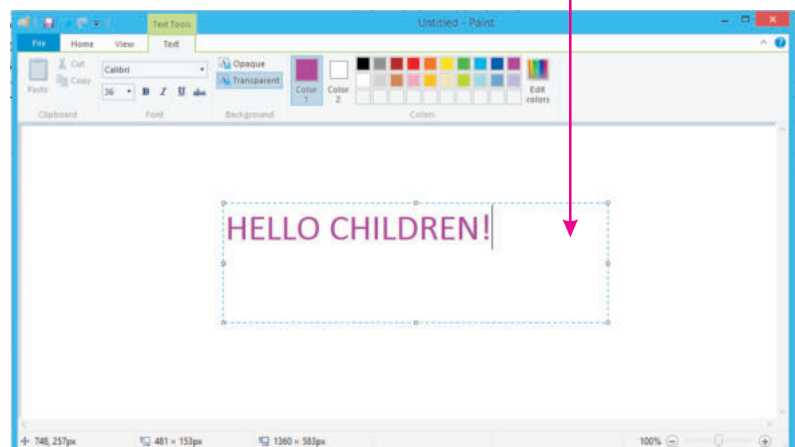 Text Tools
Untitled - Paint
File Home View Text
Cut
Copy
Paste
Clipboard
Calibri
36 B I U abc
Font
Opaque
Transparent
Background
Color 1
Color 2
Edit colors
Colors
HELLO CHILDREN!
748, 257px
481 × 153px
1360 × 583px
100%